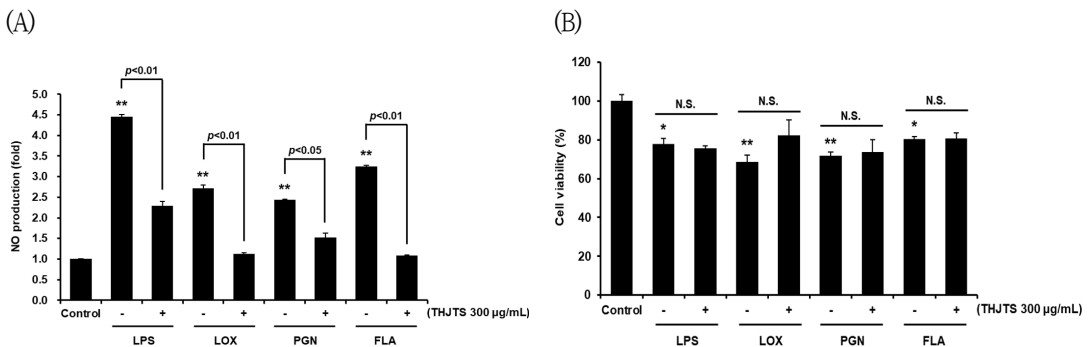 (A)
NO production (fold)
5.0
4.5
4.0
3.5
3.0
2.5
2.0
1.5
1.0
0.5
0.0
p<0.01
p<0.01
p<0.05
p<0.01
**
**
**
**
Control - + - + - + - + (THJTS 300 µg/mL)
LPS LOX PGN FLA
(B)
Cell viability (%)
120
100
80
60
40
20
0
N.S. N.S. N.S. N.S.
* ** ** *
Control - + - + - + - + (THJTS 300 µg/mL)
LPS LOX PGN FLA